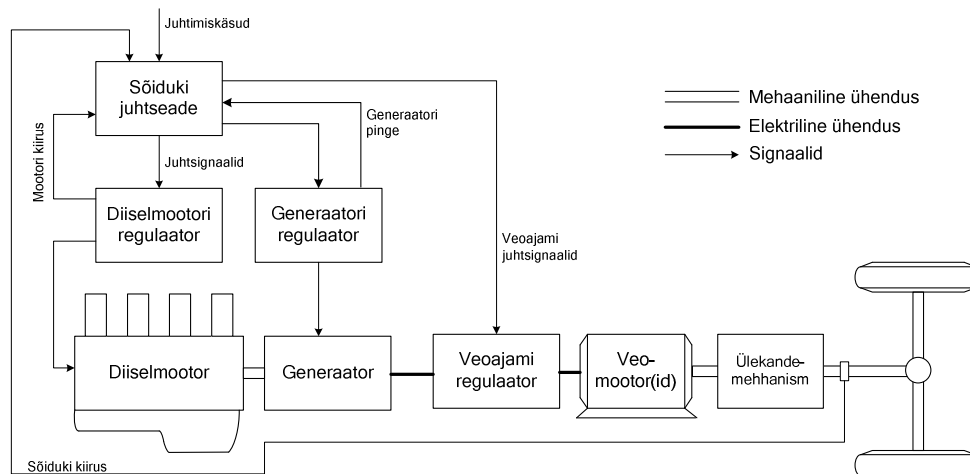 Juhtimiskäsud
Sõiduki
juhtseade
Generaatori
pinge
Mehaaniline ühendus
Elektriline ühendus
Signaalid
Mootori kiirus
Juhtsignaalid
Diiselmootori
regulaator
Generaatori
regulaator
Veoajami
juhtsignaalid
Diiselmootor
Generaator
Veoajami
regulaator
Veo-
mootor(id)
Ülekande-
mehhanism
Sõiduki kiirus